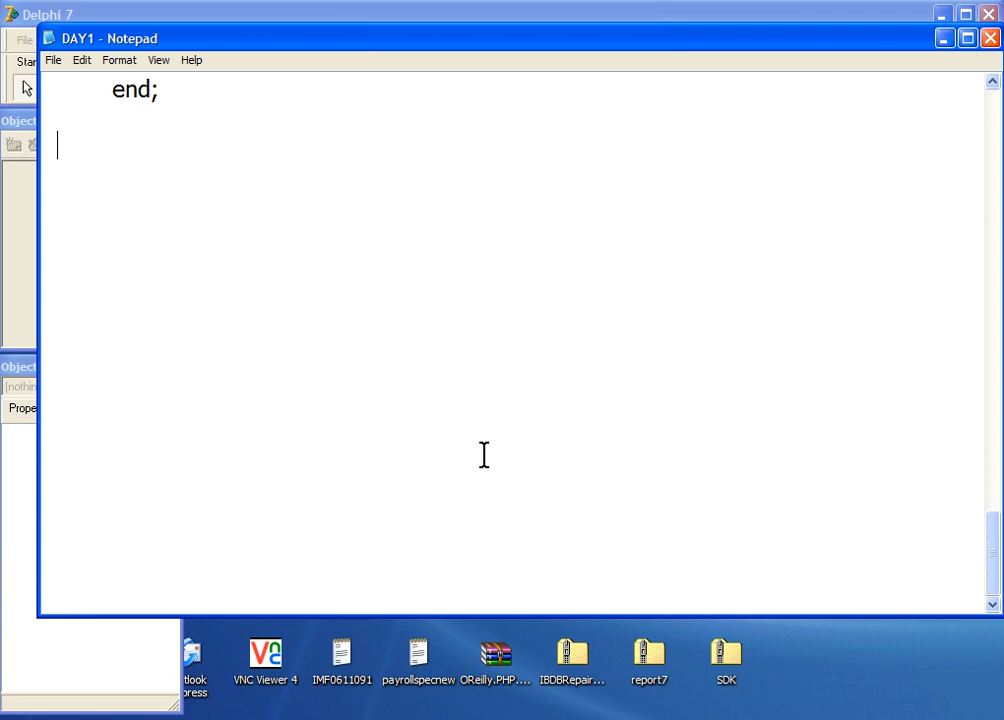 Delphi 7
File
DAY1 - Notepad
Star
File Edit Format View Help
end;
Object
Object
(nothin
Prope
tlook
press
VNC Viewer 4
IMF0611091
payrollspecnew
OReilly.PHP....
IBDBRepair...
report7
SDK